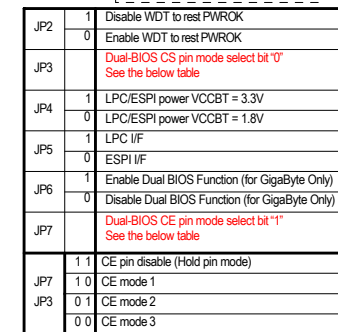 JP2 1 Disable WDT to rest PWROK
0 Enable WDT to rest PWROK
JP3 Dual-BIOS CS pin mode select bit "0"
See the below table
JP4 1 LPC/ESPI power VCCBT = 3.3V
0 LPC/ESPI power VCCBT = 1.8V
JP5 1 LPC I/F
0 ESPI I/F
JP6 1 Enable Dual BIOS Function (for GigaByte Only)
0 Disable Dual BIOS Function (for GigaByte Only)
JP7 Dual-BIOS CE pin mode select bit "1"
See the below table
1 1 CE pin disable (Hold pin mode)
JP7 1 0 CE mode 1
JP3 0 1 CE mode 2
0 0 CE mode 3